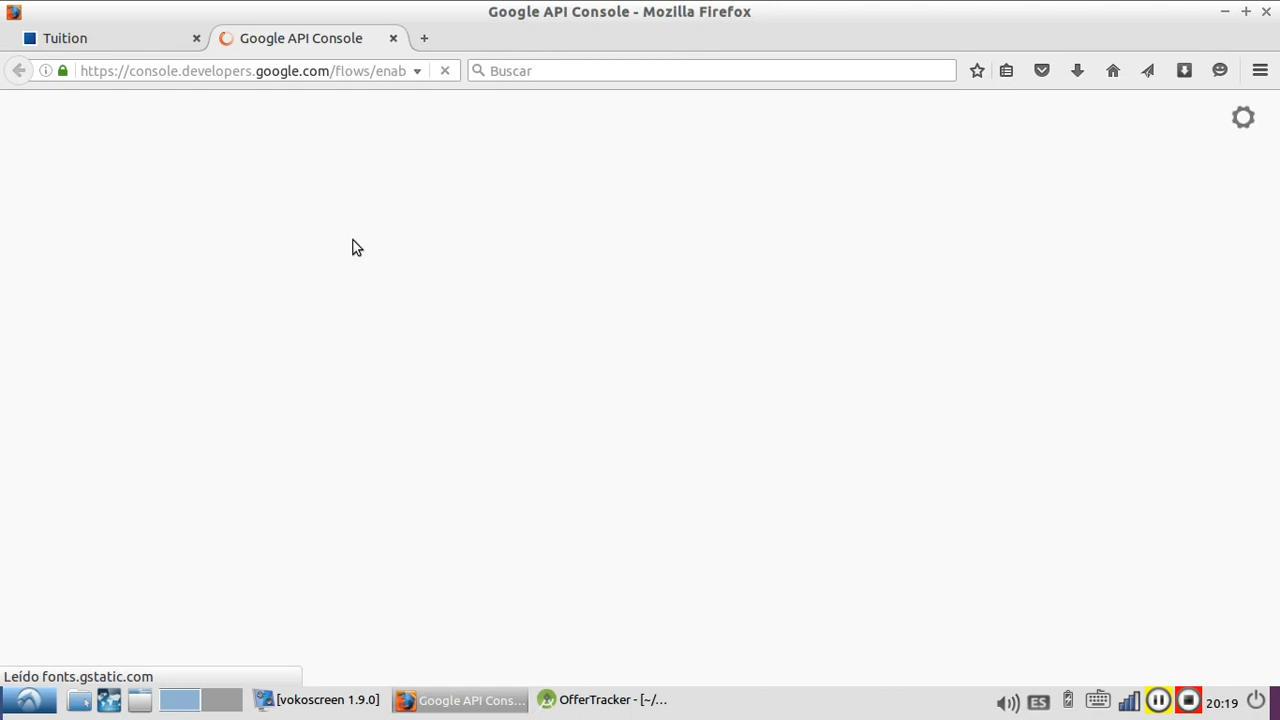 Google API Console - Mozilla Firefox
Tuition
Google API Console
https://console.developers.google.com/flows/enab
Buscar
Leído fonts.gstatic.com
[vokoscreen 1.9.0]
Google API Cons...
OfferTracker - [~/...
ES
20:19